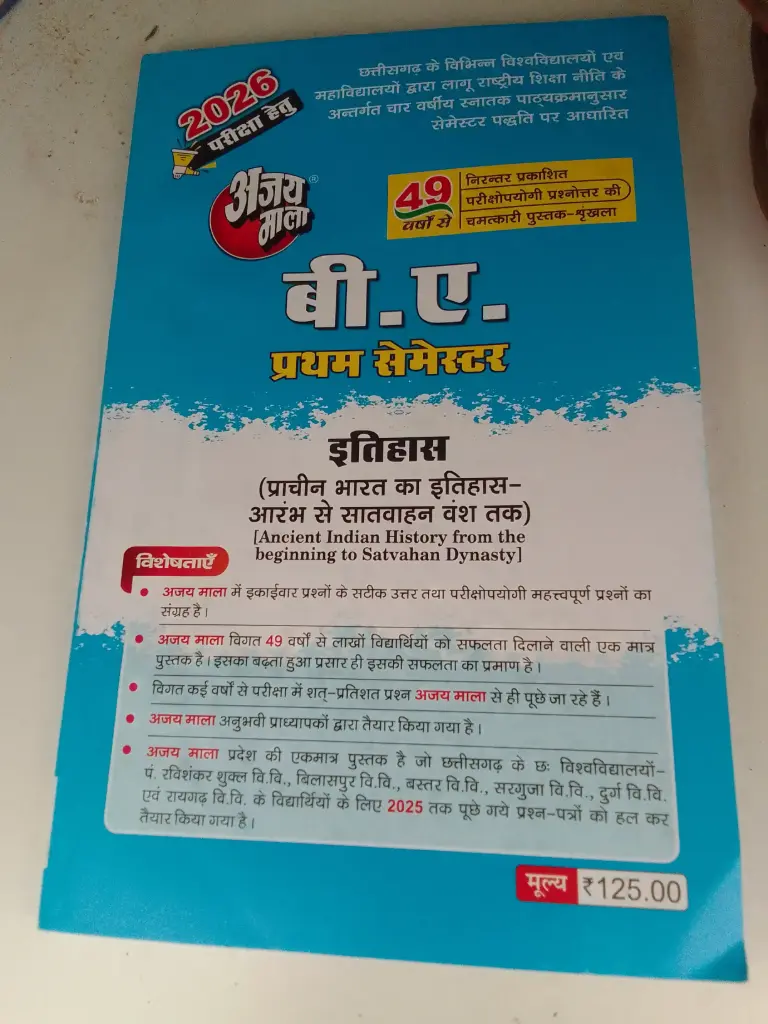 छत्तीसगढ़ के विभिन्न विश्वविद्यालयों एवं
महाविद्यालयों द्वारा लागू राष्ट्रीय शिक्षा नीति के
अन्तर्गत चार वर्षीय स्नातक पाठ्यक्रमानुसार
सेमेस्टर पद्धति पर आधारित
2026
परीक्षा हेतु
अजय
माला®
49
वर्षों से
निरन्तर प्रकाशित
परीक्षोपयोगी प्रश्नोत्तर की
चमत्कारी पुस्तक-श्रृंखला
बी.ए.
प्रथम सेमेस्टर
इतिहास
(प्राचीन भारत का इतिहास-
आरंभ से सातवाहन वंश तक)
[Ancient Indian History from the
beginning to Satvahan Dynasty]
विशेषताएँ
• अजय माला में इकाईवार प्रश्नों के सटीक उत्तर तथा परीक्षोपयोगी महत्त्वपूर्ण प्रश्नों का
संग्रह है।
• अजय माला विगत 49 वर्षों से लाखों विद्यार्थियों को सफलता दिलाने वाली एक मात्र
पुस्तक है। इसका बढ़ता हुआ प्रसार ही इसकी सफलता का प्रमाण है।
• विगत कई वर्षों से परीक्षा में शत्-प्रतिशत प्रश्न अजय माला से ही पूछे जा रहे हैं।
• अजय माला अनुभवी प्राध्यापकों द्वारा तैयार किया गया है।
• अजय माला प्रदेश की एकमात्र पुस्तक है जो छत्तीसगढ़ के छः विश्वविद्यालयों-
पं. रविशंकर शुक्ल वि.वि., बिलासपुर वि.वि., बस्तर वि.वि., सरगुजा वि.वि., दुर्ग वि.वि.
एवं रायगढ़ वि.वि. के विद्यार्थियों के लिए 2025 तक पूछे गये प्रश्न-पत्रों को हल कर
तैयार किया गया है।
मूल्य ₹125.00